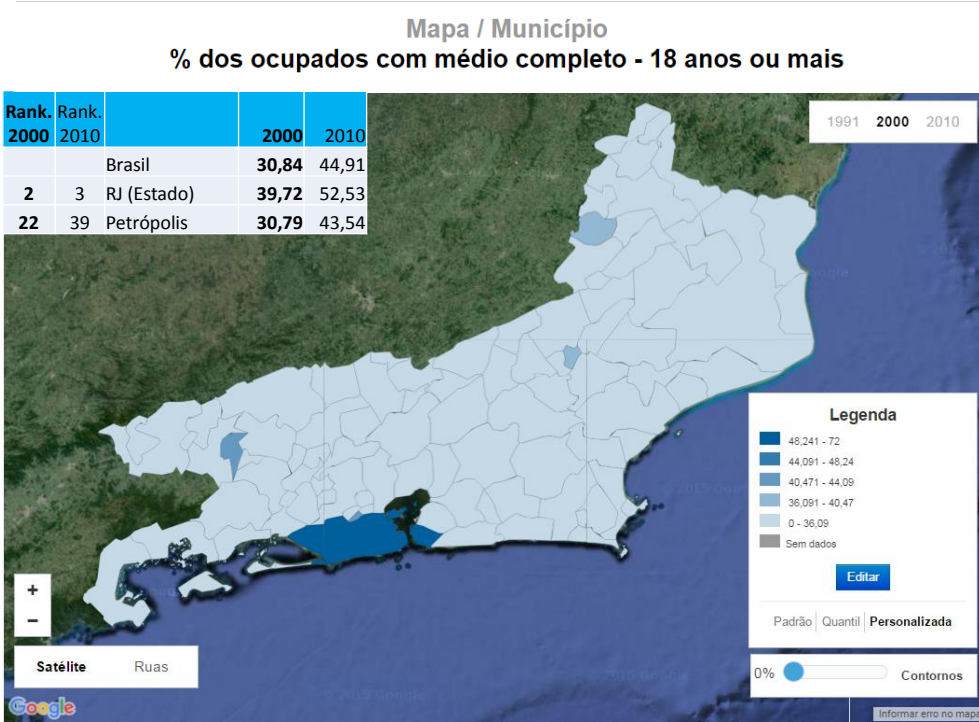 Mapa / Município
% dos ocupados com médio completo - 18 anos ou mais
Rank. Rank.
2000 2010 2000 2010
Brasil 30,84 44,91
2 3 RJ (Estado) 39,72 52,53
22 39 Petrópolis 30,79 43,54
1991 2000 2010
Legenda
48,241 - 72
44,091 - 48,24
40,471 - 44,09
36,091 - 40,47
0 - 36,09
Sem dados
Editar
Padrão Quantil Personalizada
0% Contornos
+
−
Satélite Ruas
Google
Informar erro no mapa